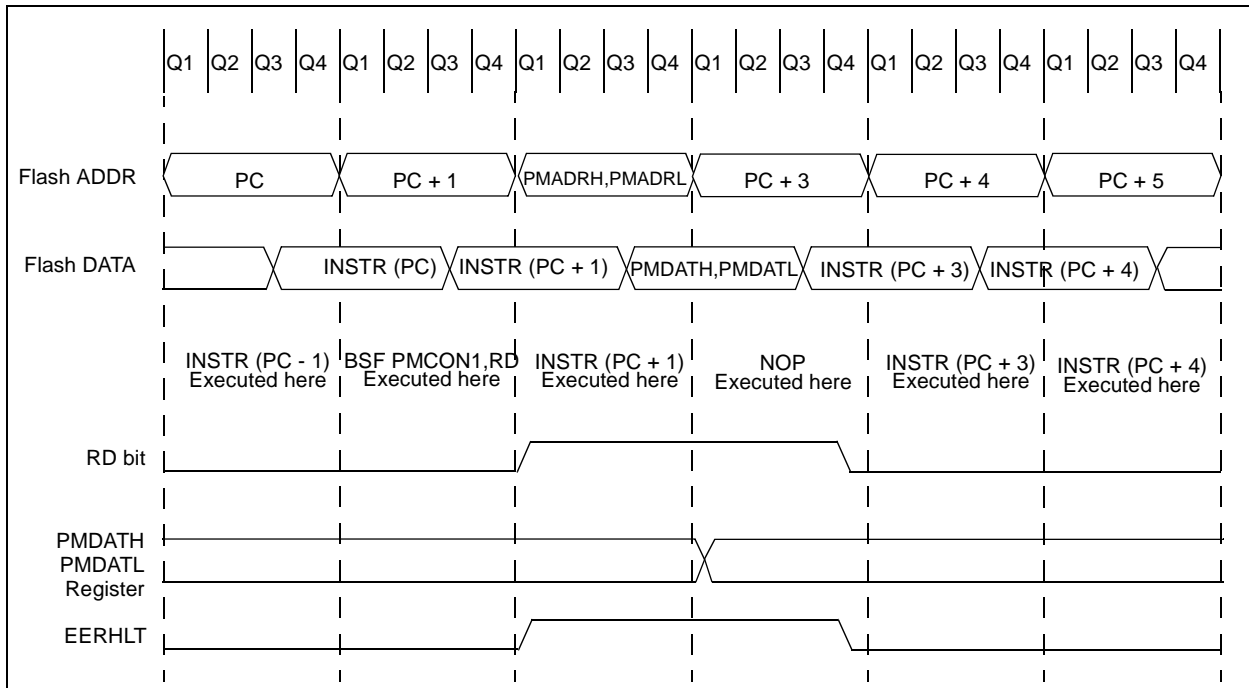 Q1 Q2 Q3 Q4 Q1 Q2 Q3 Q4 Q1 Q2 Q3 Q4 Q1 Q2 Q3 Q4 Q1 Q2 Q3 Q4 Q1 Q2 Q3 Q4
Flash ADDR PC PC + 1 PMADRH,PMADRL PC + 3 PC + 4 PC + 5
Flash DATA INSTR (PC) INSTR (PC + 1) PMDATH,PMDATL INSTR (PC + 3) INSTR (PC + 4)
INSTR (PC - 1) BSF PMCON1,RD INSTR (PC + 1) NOP INSTR (PC + 3) INSTR (PC + 4)
Executed here Executed here Executed here Executed here Executed here Executed here
RD bit
PMDATH
PMDATL
Register
EERHLT